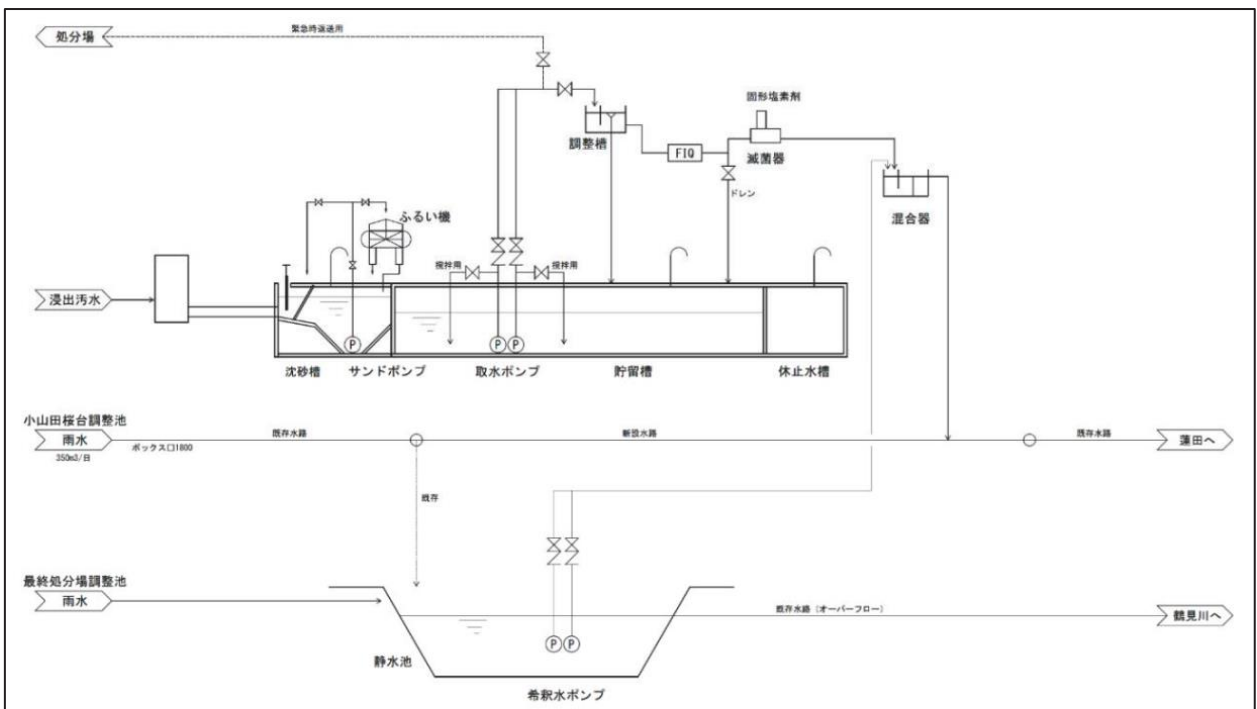 処分場
緊急時返送用
固形塩素剤
調整槽
FIQ
滅菌器
ドレン
混合器
ふるい機
攪拌用
攪拌用
浸出汚水
P
P
P
沈砂槽
サンドポンプ
取水ポンプ
貯留槽
休止水槽
小山田桜台調整池
雨水
350m3/日
ボックス□1800
既存水路
新設水路
既存水路
蓮田へ
既存
最終処分場調整池
雨水
既存水路(オーバーフロー)
鶴見川へ
P
P
静水池
希釈水ポンプ